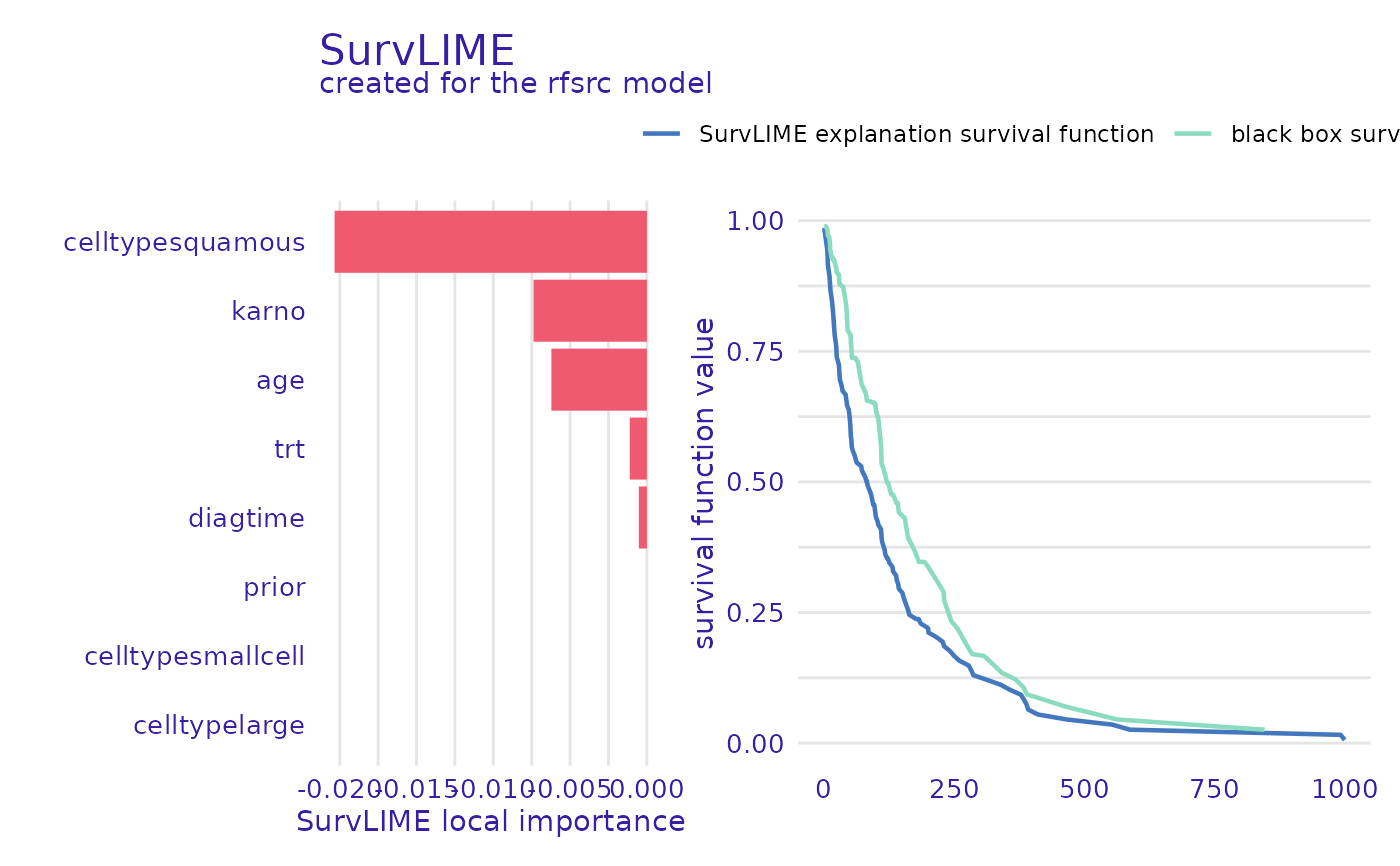 SurvLIME
created for the rfsrc model
SurvLIME explanation survival function black box surv
celltypesquamous
karno
age
trt
diagtime
prior
celltypesmallcell
celltypelarge
-0.020 -0.015 -0.010 -0.005 0.000
SurvLIME local importance
survival function value
1.00
0.75
0.50
0.25
0.00
0 250 500 750 1000